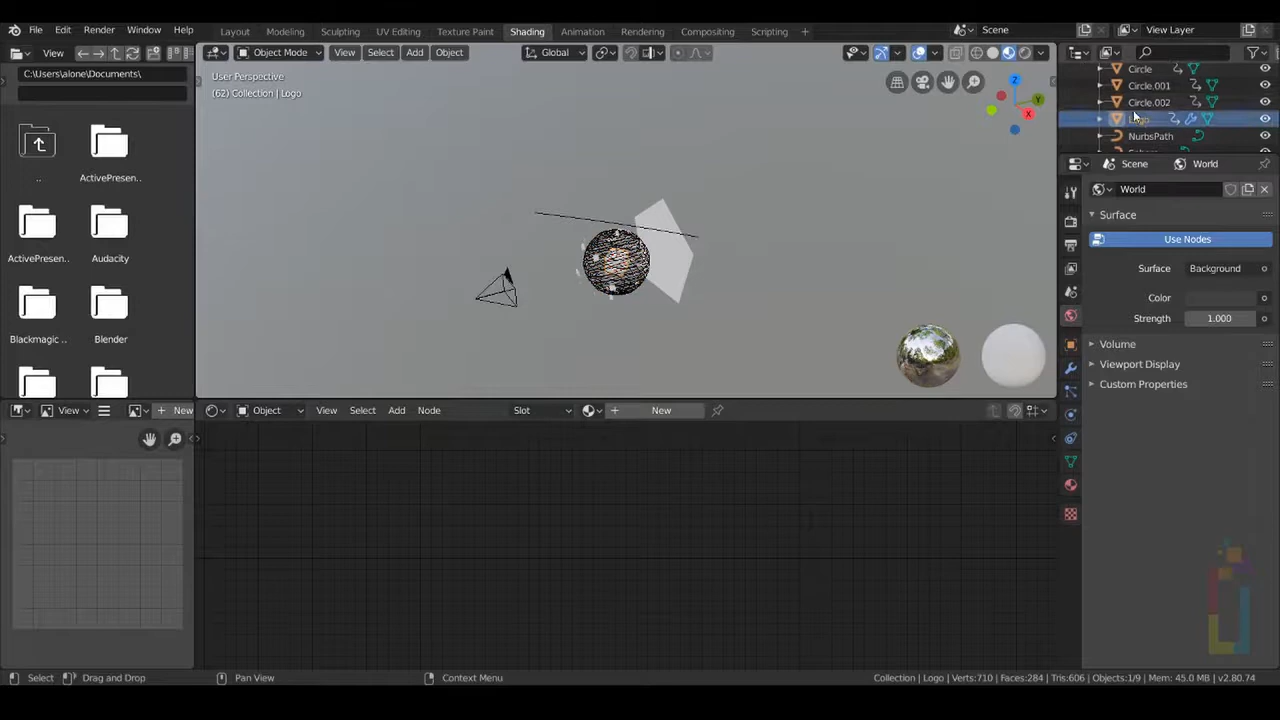 File Edit Render Window Help
Layout Modeling Sculpting UV Editing Texture Paint Shading Animation Rendering Compositing Scripting +
Scene
View Layer
View
Object Mode View Select Add Object
Global
C:\Users\alone\Documents\
User Perspective
(62) Collection | Logo
Z
Y
X
..
ActivePresen..
ActivePresen..
Audacity
Blackmagic ..
Blender
Circle
Circle.001
Circle.002
NurbsPath
Scene World
World
Surface
Use Nodes
Surface Background
Color
Strength 1.000
Volume
Viewport Display
Custom Properties
View
+ New
Object View Select Add Node
Slot
+ New
Select
Drag and Drop
Pan View
Context Menu
Collection | Logo | Verts:710 | Faces:284 | Tris:606 | Objects:1/9 | Mem: 45.0 MB | v2.80.74